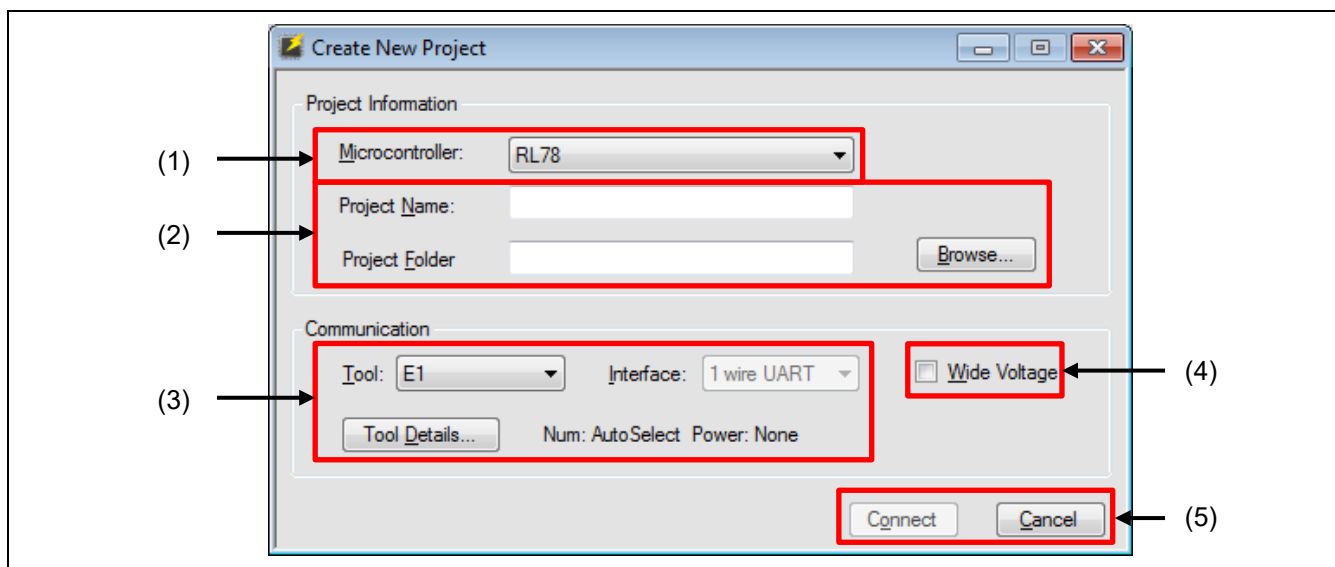 Create New Project
Project Information
(1) Microcontroller: RL78
Project Name:
(2)
Project Folder Browse...
Communication
Tool: E1 Interface: 1 wire UART Wide Voltage (4)
(3)
Tool Details... Num: AutoSelect Power: None
Connect Cancel (5)